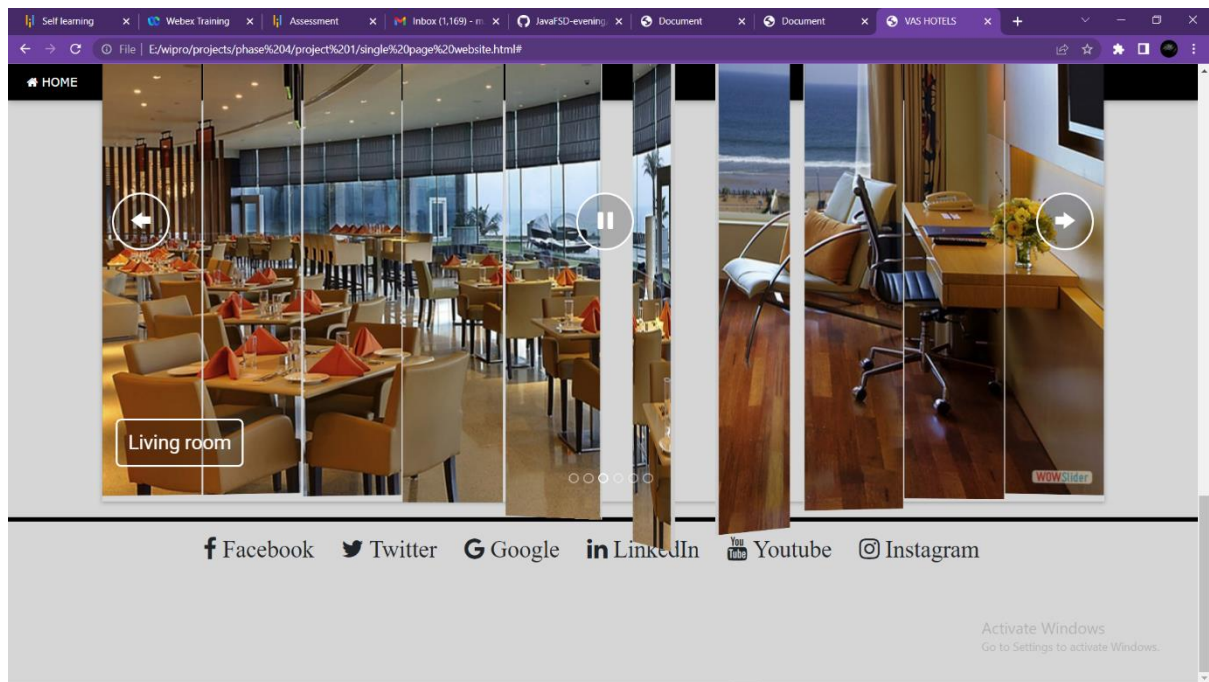 Self learning
Webex Training
Assessment
Inbox (1,169) - m
JavaFSD-evening
Document
Document
VAS HOTELS
File | E:/wipro/projects/phase%204/project%201/single%20page%20website.html#
HOME
Living room
WOWSlider
Facebook Twitter Google LinkedIn Youtube Instagram
Activate Windows
Go to Settings to activate Windows.